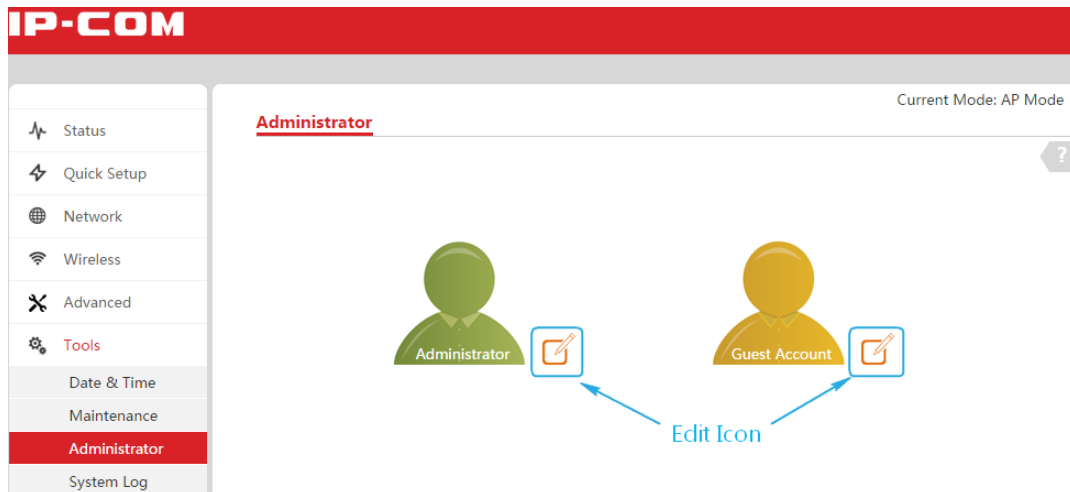 IP-COM
Current Mode: AP Mode
Administrator
?
Status
Quick Setup
Network
Wireless
Advanced
Tools
Date & Time
Maintenance
Administrator
System Log
Administrator
Guest Account
Edit Icon